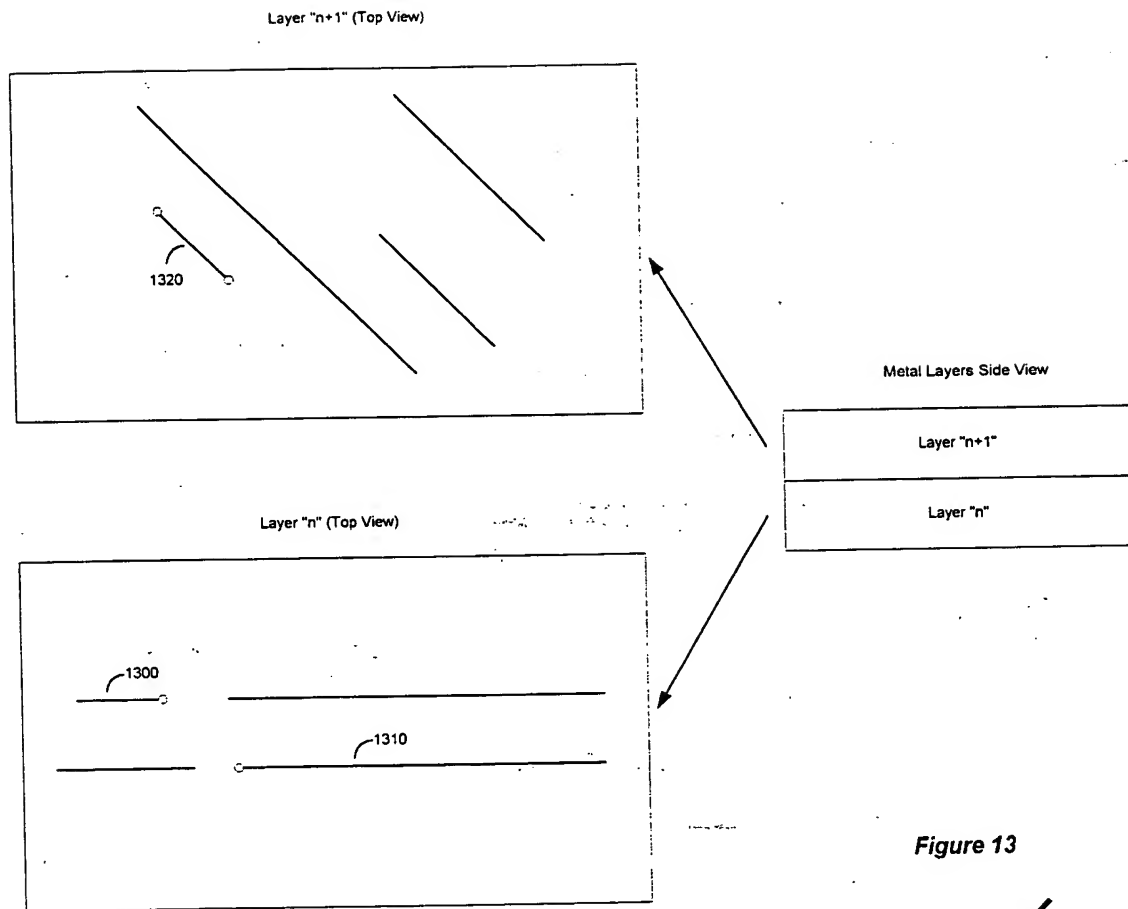 Layer "n+1" (Top View)
1320
Metal Layers Side View
Layer "n+1"
Layer "n"
Layer "n" (Top View)
1300
1310
Figure 13